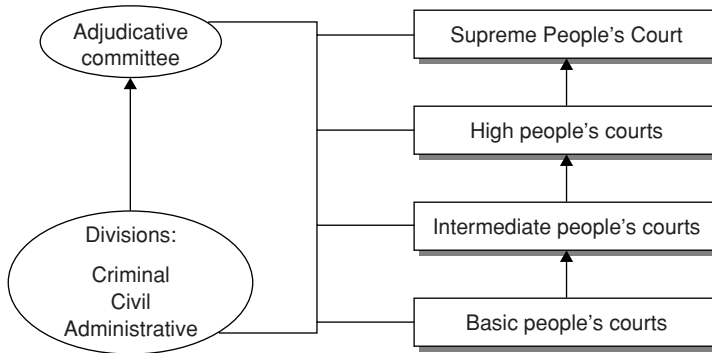 Adjudicative
committee
Supreme People's Court
High people's courts
Intermediate people's courts
Basic people's courts
Divisions:
Criminal
Civil
Administrative